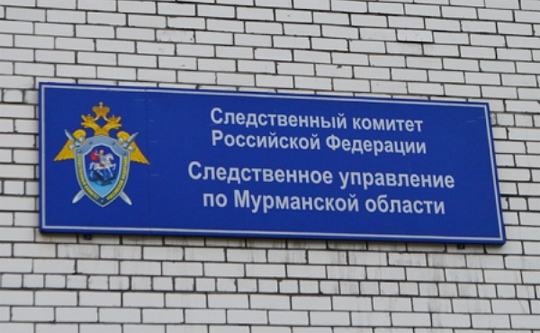 Следственный комитет
Российской Федерации
Следственное управление
по Мурманской области